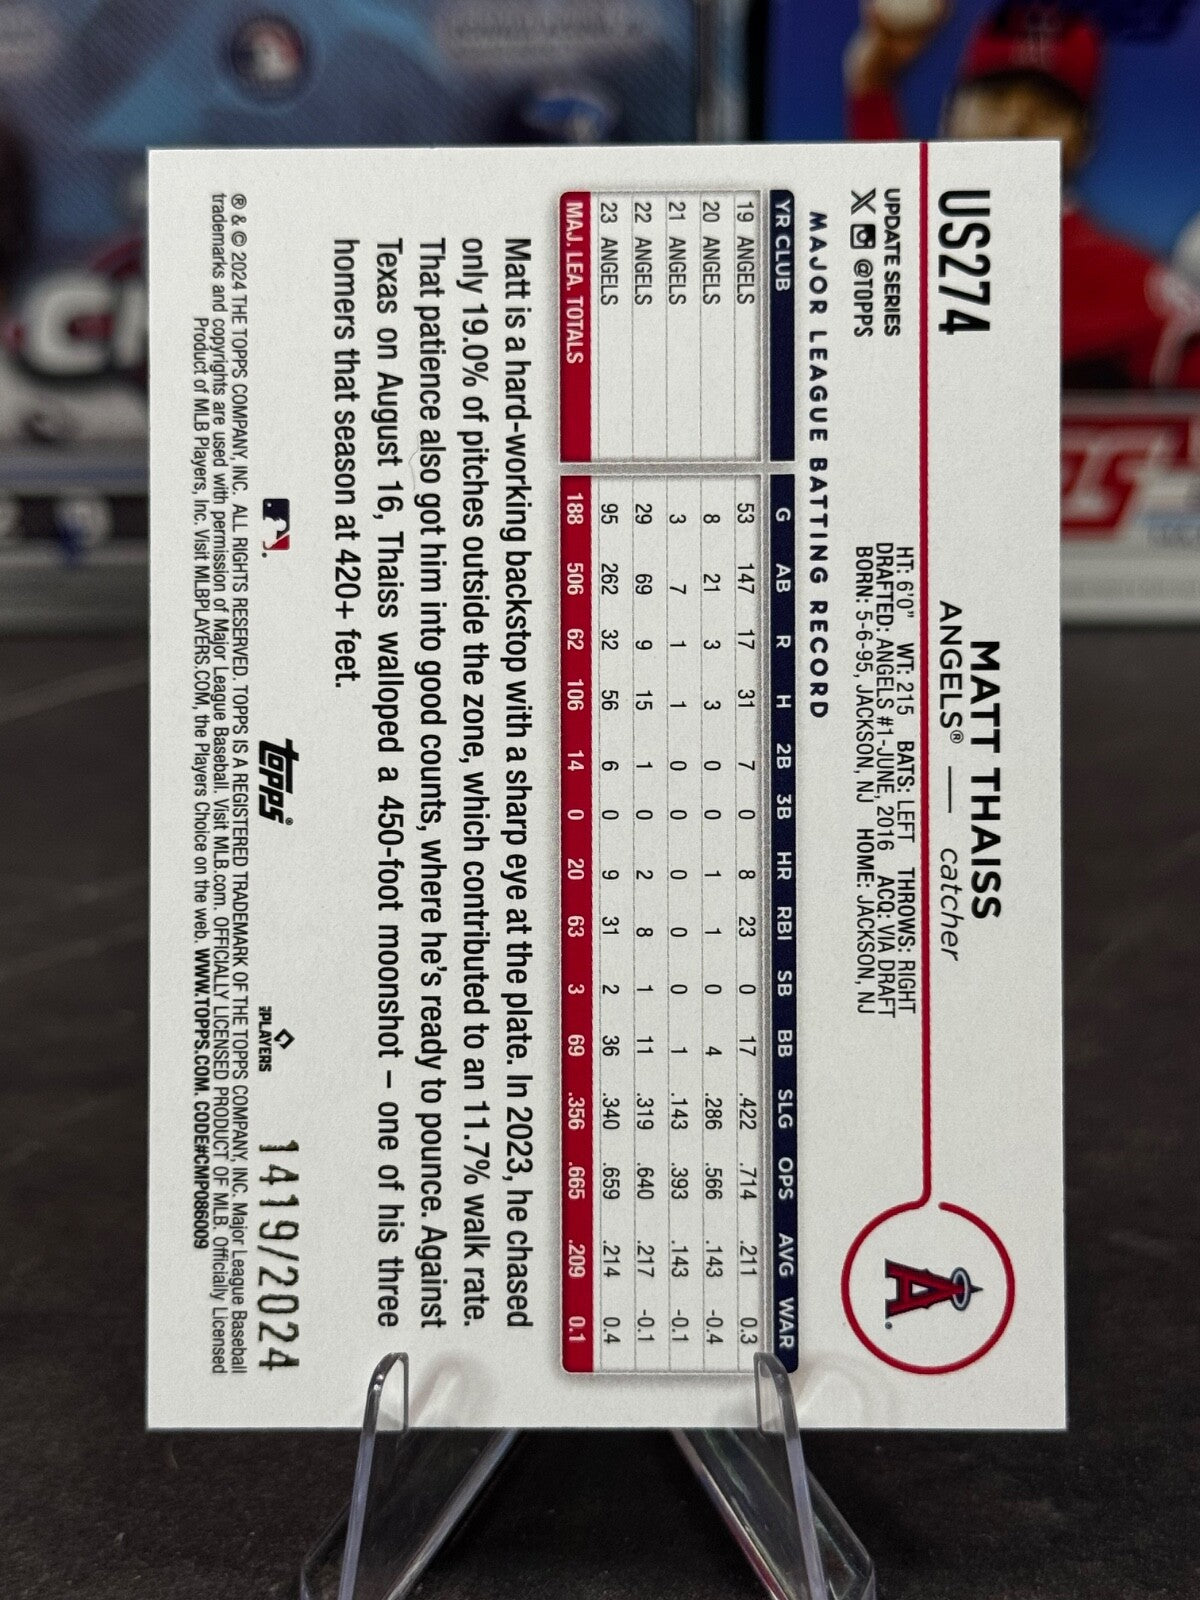 US274
MATT THAISS
ANGELS® — catcher
UPDATE SERIES
X @TOPPS
HT: 6'0" WT: 215 BATS: LEFT THROWS: RIGHT
DRAFTED: ANGELS #1-JUNE, 2016 ACQ: VIA DRAFT
BORN: 5-6-95, JACKSON, NJ HOME: JACKSON, NJ
A
MAJOR LEAGUE BATTING RECORD
YR CLUB G AB R H 2B 3B HR RBI SB BB SLG OPS AVG WAR
19 ANGELS 53 147 17 31 7 0 8 23 0 17 .422 .714 .211 0.3
20 ANGELS 8 21 3 3 0 0 1 1 0 4 .286 .566 .143 -0.4
21 ANGELS 3 7 1 1 0 0 0 0 0 1 .143 .393 .143 -0.1
22 ANGELS 29 69 9 15 1 0 2 8 1 11 .319 .640 .217 -0.1
23 ANGELS 95 262 32 56 6 0 9 31 2 36 .340 .659 .214 0.4
MAJ. LEA. TOTALS 188 506 62 106 14 0 20 63 3 69 .356 .665 .209 0.1
Matt is a hard-working backstop with a sharp eye at the plate. In 2023, he chased
only 19.0% of pitches outside the zone, which contributed to an 11.7% walk rate.
That patience also got him into good counts, where he's ready to pounce. Against
Texas on August 16, Thaiss walloped a 450-foot moonshot – one of his three
homers that season at 420+ feet.
topps®
PLAYERS
1419/2024
® & © 2024 THE TOPPS COMPANY, INC. ALL RIGHTS RESERVED. TOPPS IS A REGISTERED TRADEMARK OF THE TOPPS COMPANY, INC. Major League Baseball
trademarks and copyrights are used with permission of Major League Baseball. Visit MLB.com. OFFICIALLY LICENSED PRODUCT OF MLB. Officially Licensed
Product of MLB Players, Inc. Visit MLBPLAYERS.COM, the Players Choice on the web. WWW.TOPPS.COM. CODE#CMP086009